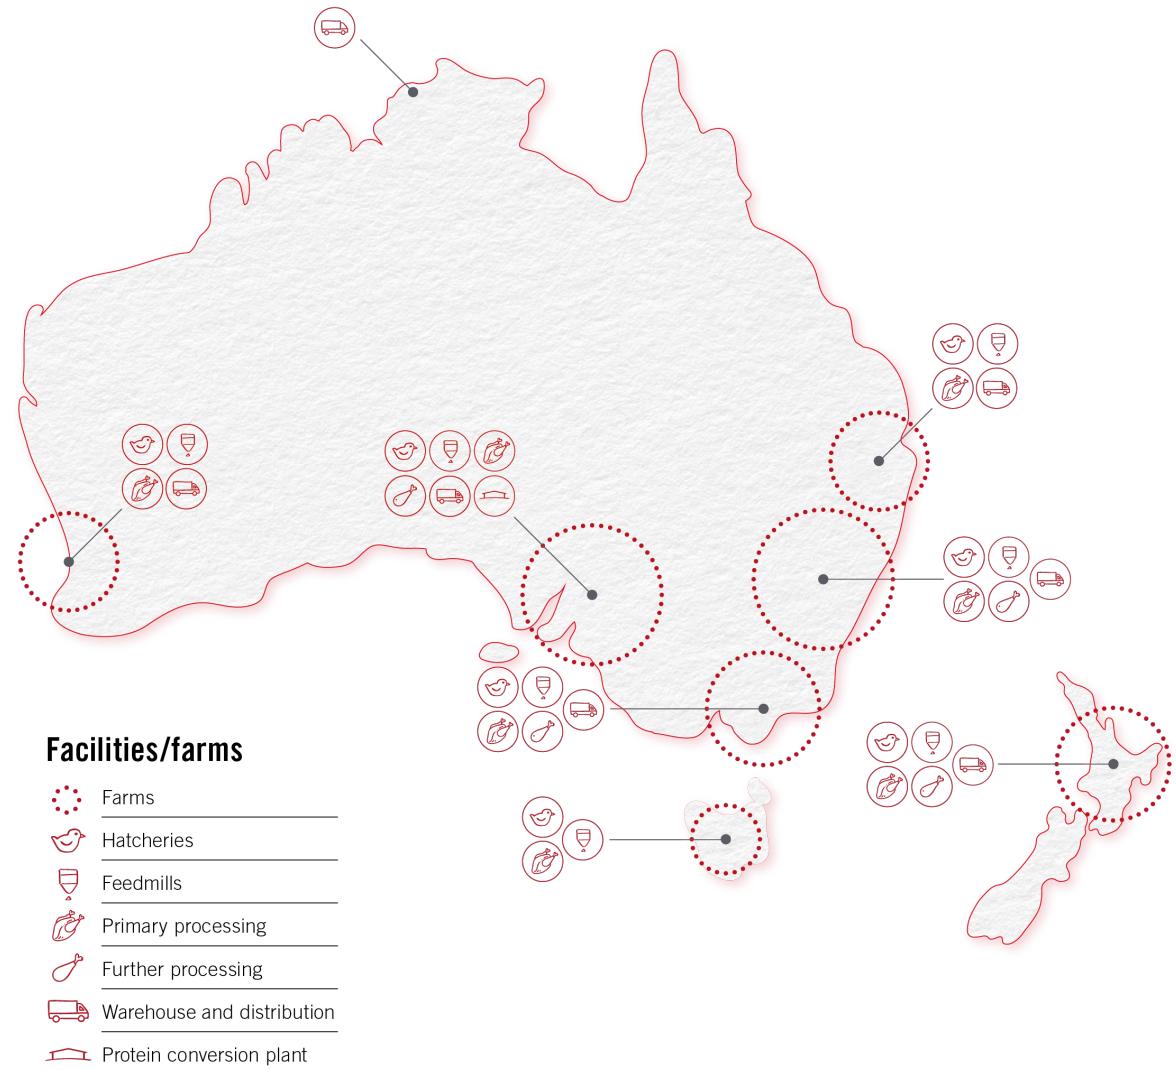 Facilities/farms
Farms
Hatcheries
Feedmills
Primary processing
Further processing
Warehouse and distribution
Protein conversion plant